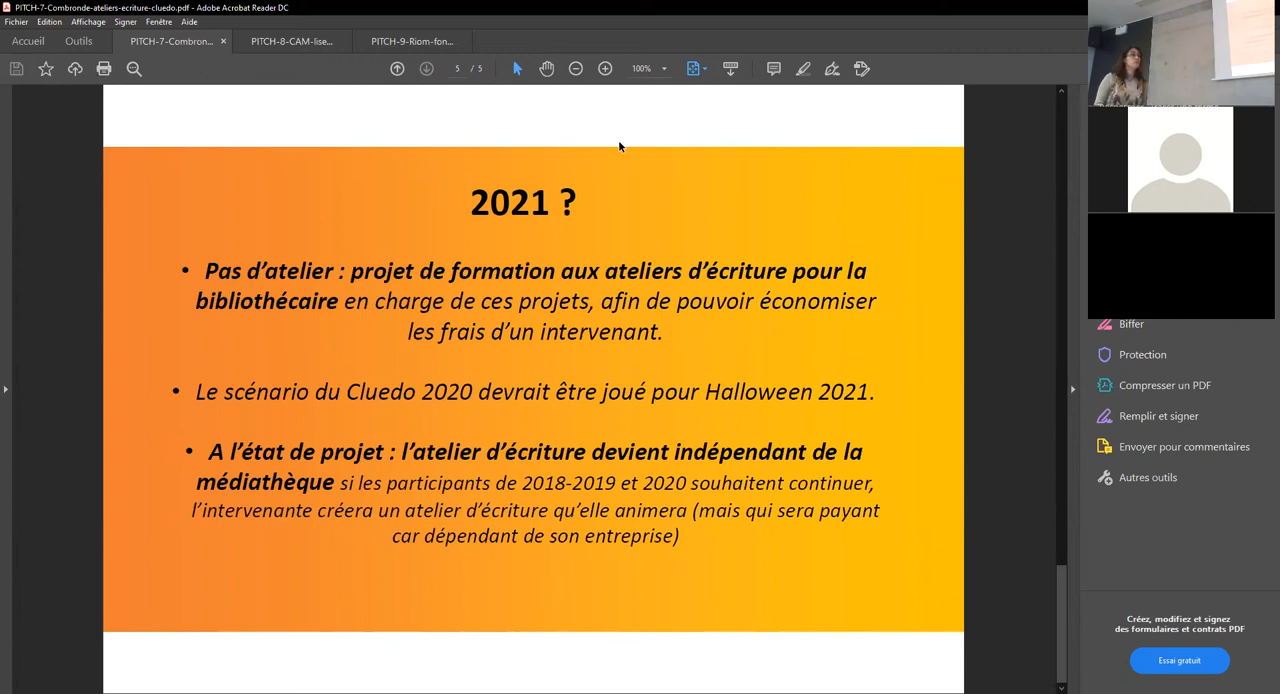 PITCH-7-Combronde-ateliers-ecriture-cluedo.pdf - Adobe Acrobat Reader DC
Fichier Edition Affichage Signer Fenêtre Aide
Accueil Outils PITCH-7-Combron... × PITCH-8-CAM-lise... PITCH-9-Riom-fon...
5 / 5 100%
2021 ?
• Pas d’atelier : projet de formation aux ateliers d’écriture pour la
bibliothécaire en charge de ces projets, afin de pouvoir économiser
les frais d’un intervenant.
• Le scénario du Cluedo 2020 devrait être joué pour Halloween 2021.
• A l’état de projet : l’atelier d’écriture devient indépendant de la
médiathèque si les participants de 2018-2019 et 2020 souhaitent continuer,
l’intervenante créera un atelier d’écriture qu’elle animera (mais qui sera payant
car dépendant de son entreprise)
Biffer
Protection
Compresser un PDF
Remplir et signer
Envoyer pour commentaires
Autres outils
Créez, modifiez et signez
des formulaires et contrats PDF
Essai gratuit